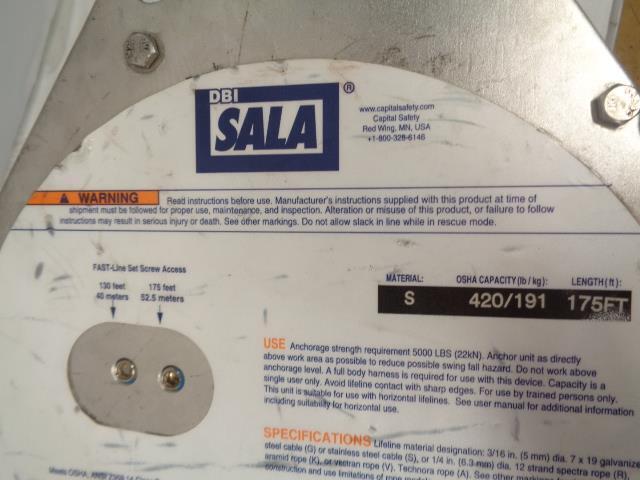 DBI
SALA®
www.capitalsafety.com
Capital Safety
Red Wing, MN, USA
+1-800-328-6146
WARNING Read instructions before use. Manufacturer's instructions supplied with this product at time of
shipment must be followed for proper use, maintenance, and inspection. Alteration or misuse of this product, or failure to follow
instructions may result in serious injury or death. See other markings. Do not allow slack in line while in rescue mode.
FAST-Line Set Screw Access
130 feet 175 feet
40 meters 52.5 meters
MATERIAL: OSHA CAPACITY(lb / kg): LENGTH(ft):
S 420/191 175FT
USE Anchorage strength requirement 5000 LBS (22kN). Anchor unit as directly
above work area as possible to reduce possible swing fall hazard. Do not work above
anchorage level. A full body harness is required for use with this device. Capacity is a
single user only. Avoid lifeline contact with sharp edges. For use by trained persons only.
This unit is suitable for use with horizontal lifelines. See user manual for additional information
including suitability for horizontal use.
SPECIFICATIONS Lifeline material designation: 3/16 in. (5 mm) dia. 7 x 19 galvanized
steel cable (G) or stainless steel cable (S), or 1/4 in. (6.3 mm) dia. 12 strand spectra rope (R),
aramid rope (K), or vectran rope (V). Technora rope (A). See other markings
construction and use limitations of rope
Meets OSHA, ANSI